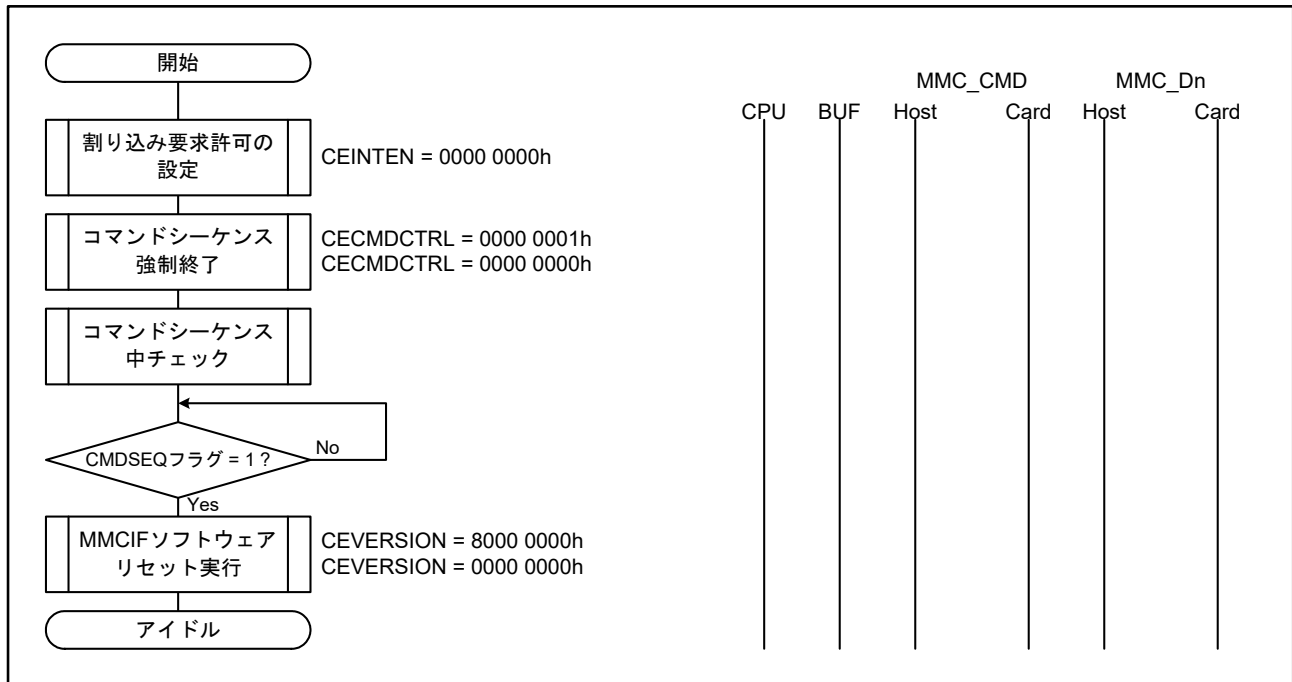 開始
割り込み要求許可の
設定
CEINTEN = 0000 0000h
コマンドシーケンス
強制終了
CECMDCTRL = 0000 0001h
CECMDCTRL = 0000 0000h
コマンドシーケンス
中チェック
CMDSEQフラグ = 1 ?
No
Yes
MMCIFソフトウェア
リセット実行
CEVERSION = 8000 0000h
CEVERSION = 0000 0000h
アイドル
MMC_CMD MMC_Dn
CPU BUF Host Card Host Card